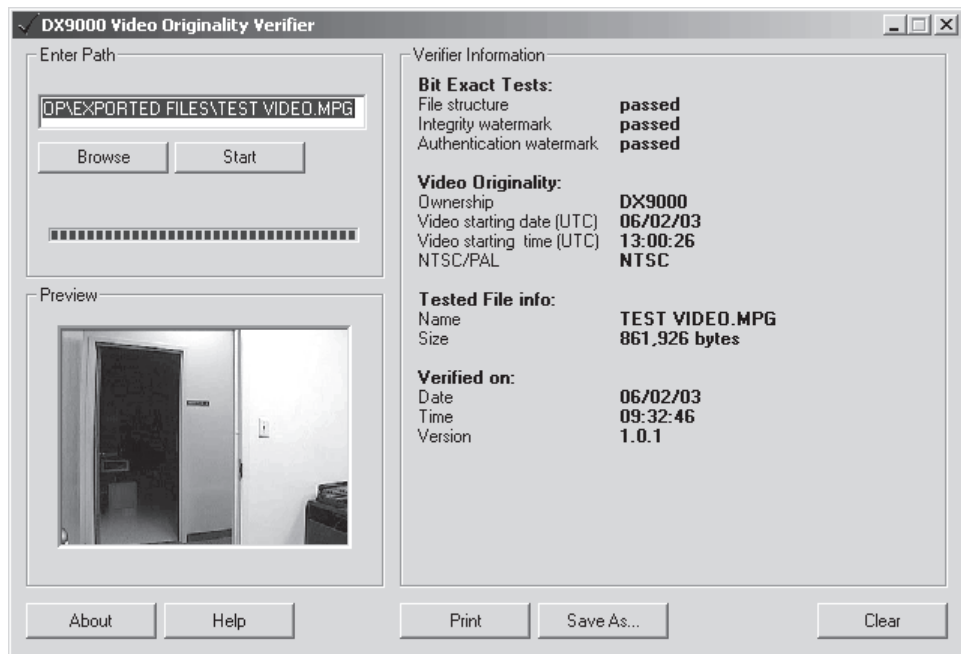 DX9000 Video Originality Verifier
Enter Path
OP\EXPORTED FILES\TEST VIDEO.MPG
Browse
Start
Preview
Verifier Information
Bit Exact Tests:
File structure passed
Integrity watermark passed
Authentication watermark passed
Video Originality:
Ownership DX9000
Video starting date (UTC) 06/02/03
Video starting time (UTC) 13:00:26
NTSC/PAL NTSC
Tested File info:
Name TEST VIDEO.MPG
Size 861,926 bytes
Verified on:
Date 06/02/03
Time 09:32:46
Version 1.0.1
About
Help
Print
Save As...
Clear